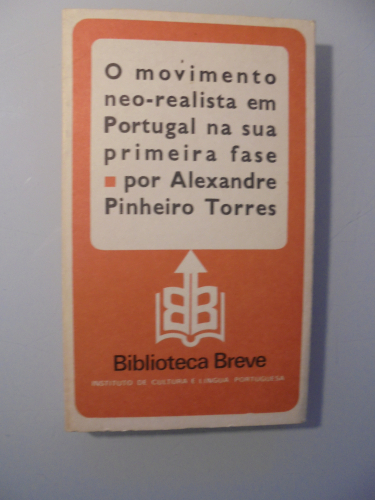 O movimento
neo-realista em
Portugal na sua
primeira fase
por Alexandre
Pinheiro Torres
BB
Biblioteca Breve
INSTITUTO DE CULTURA E LÍNGUA PORTUGUESA